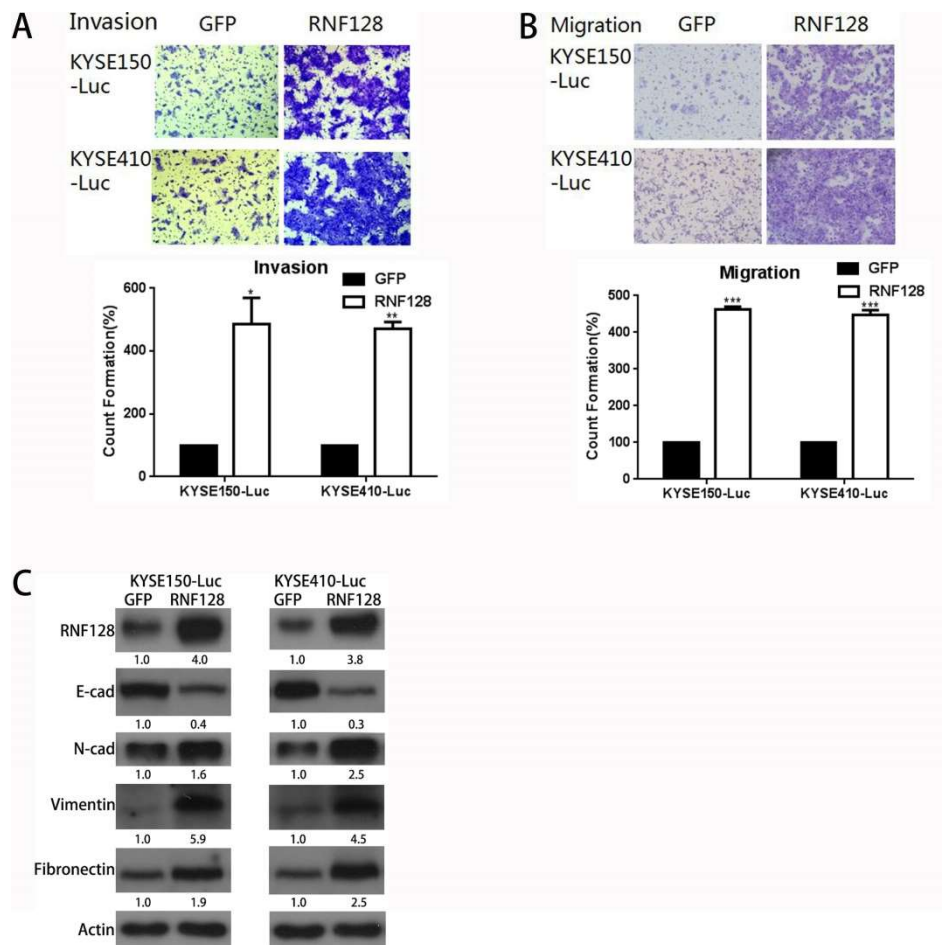 A
Invasion
GFP
RNF128
KYSE150
-Luc
KYSE410
-Luc
Invasion
GFP
RNF128
Count Formation(%)
600
400
200
0
*
**
KYSE150-Luc
KYSE410-Luc
B
Migration
GFP
RNF128
KYSE150
-Luc
KYSE410
-Luc
Migration
GFP
RNF128
Count Formation(%)
500
400
300
200
100
0
***
***
KYSE150-Luc
KYSE410-Luc
C
KYSE150-Luc KYSE410-Luc
GFP RNF128 GFP RNF128
RNF128
1.0 4.0 1.0 3.8
E-cad
1.0 0.4 1.0 0.3
N-cad
1.0 1.6 1.0 2.5
Vimentin
1.0 5.9 1.0 4.5
Fibronectin
1.0 1.9 1.0 2.5
Actin